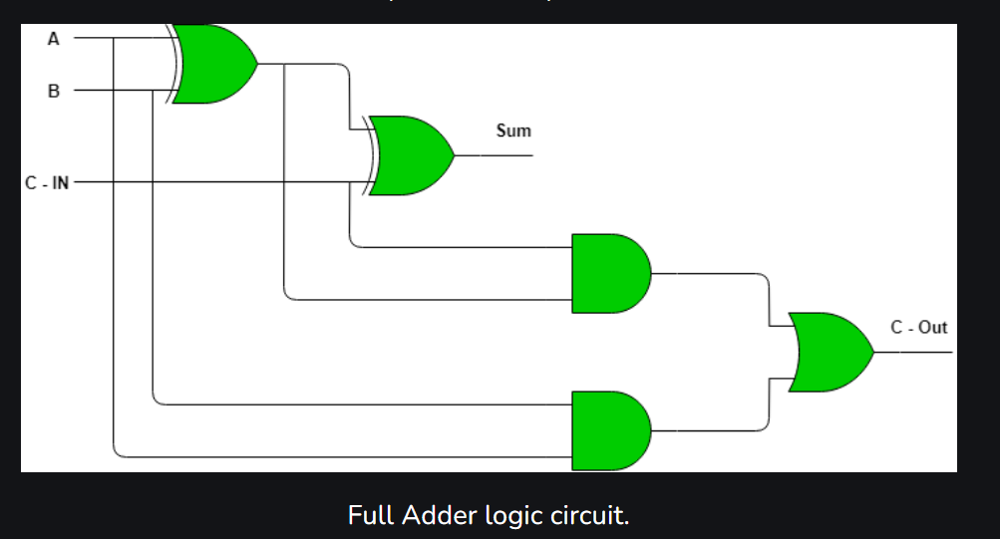 A
B
Sum
C - IN
C - Out
Full Adder logic circuit.